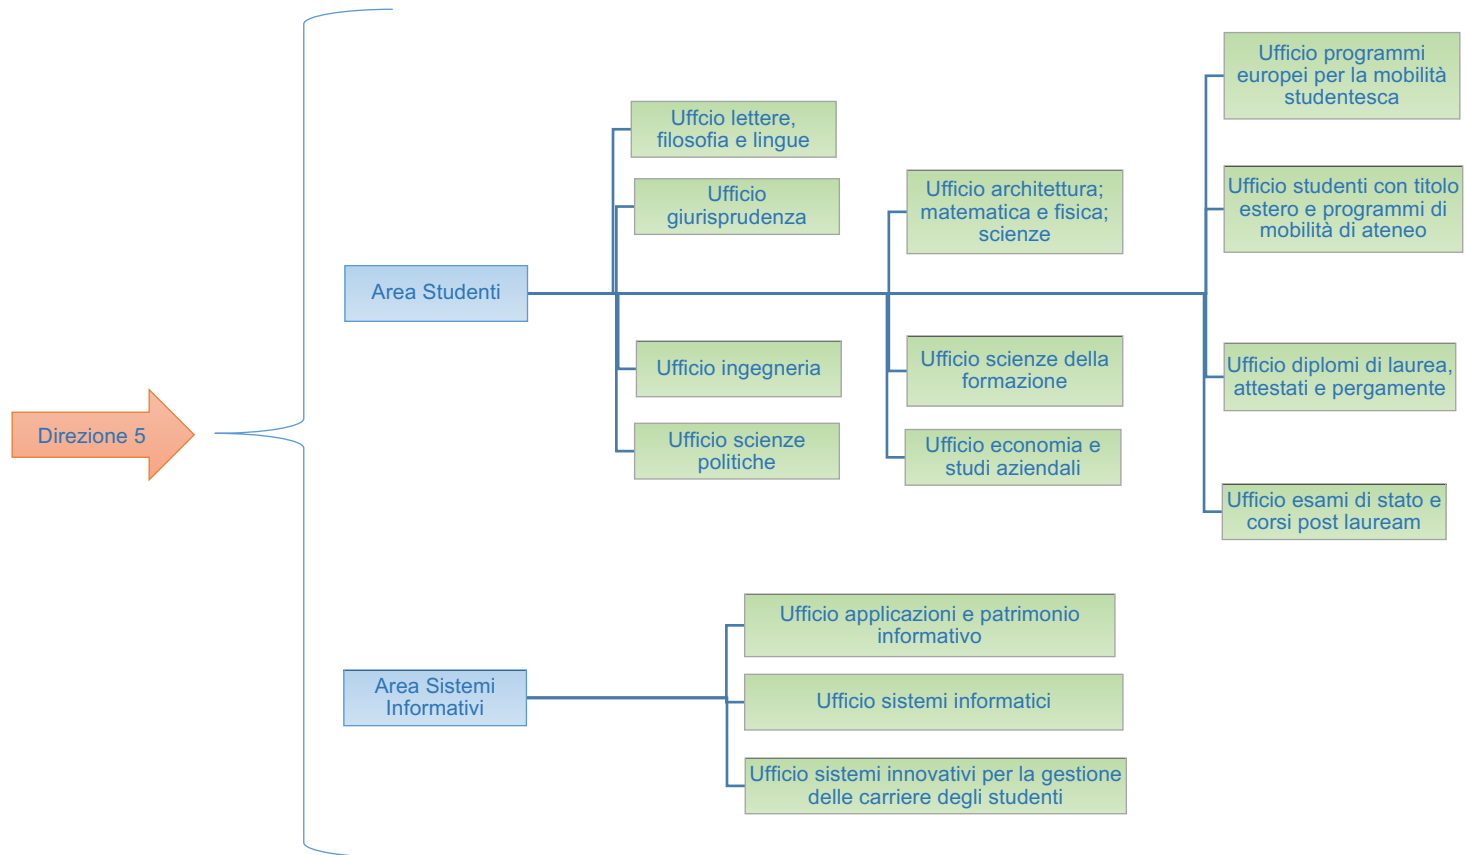 Direzione 5
Area Studenti
Uffcio lettere,
filosofia e lingue
Ufficio
giurisprudenza
Ufficio ingegneria
Ufficio scienze
politiche
Ufficio architettura;
matematica e fisica;
scienze
Ufficio scienze della
formazione
Ufficio economia e
studi aziendali
Ufficio programmi
europei per la mobilità
studentesca
Ufficio studenti con titolo
estero e programmi di
mobilità di ateneo
Ufficio diplomi di laurea,
attestati e pergamente
Ufficio esami di stato e
corsi post lauream
Area Sistemi
Informativi
Ufficio applicazioni e patrimonio
informativo
Ufficio sistemi informatici
Ufficio sistemi innovativi per la gestione
delle carriere degli studenti